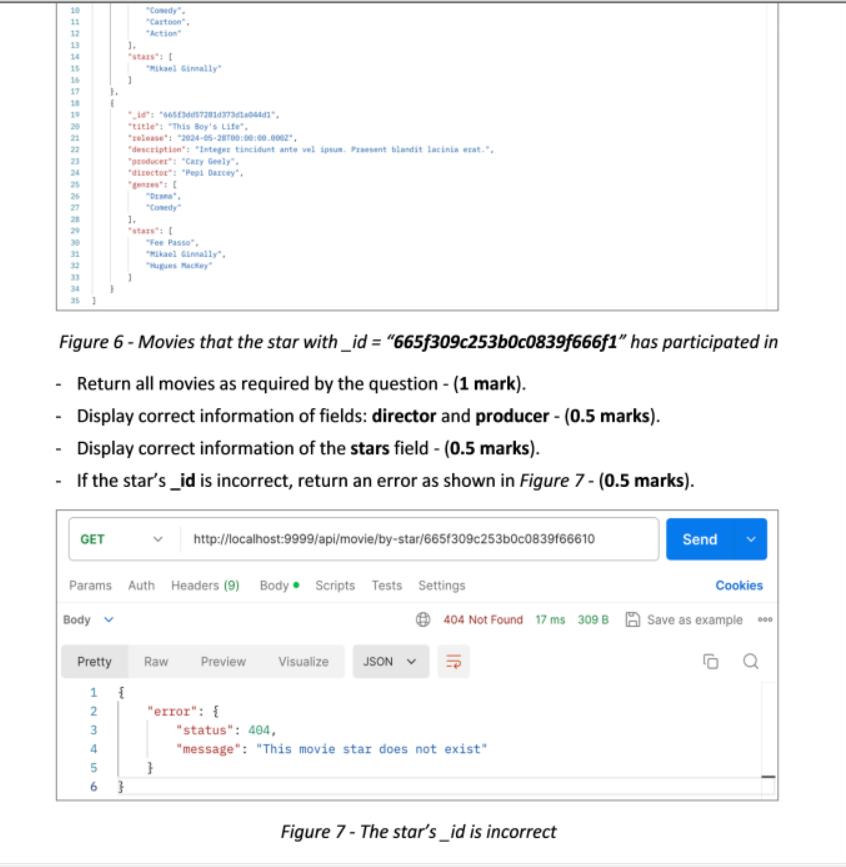 10 "Comedy",
11 "Cartoon",
12 "Action"
13 ],
14 "stars": [
15 "Mikael Ginnally"
16 ]
17 },
18 {
19 "_id": "665f3dd57281d373d1a044d1",
20 "title": "This Boy's Life",
21 "release": "2024-05-28T00:00:00.000Z",
22 "description": "Integer tincidunt ante vel ipsum. Praesent blandit lacinia erat.",
23 "producer": "Cary Geely",
24 "director": "Pepi Darcey",
25 "genres": [
26 "Drama",
27 "Comedy"
28 ],
29 "stars": [
30 "Fee Passo",
31 "Mikael Ginnally",
32 "Hugues MacKey"
33 ]
34 }
35 ]
Figure 6 - Movies that the star with _id = “665f309c253b0c0839f666f1” has participated in
- Return all movies as required by the question - (1 mark).
- Display correct information of fields: director and producer - (0.5 marks).
- Display correct information of the stars field - (0.5 marks).
- If the star’s _id is incorrect, return an error as shown in Figure 7 - (0.5 marks).
GET http://localhost:9999/api/movie/by-star/665f309c253b0c0839f66610 Send
Params Auth Headers (9) Body Scripts Tests Settings Cookies
Body 404 Not Found 17 ms 309 B Save as example
Pretty Raw Preview Visualize JSON
1 {
2 "error": {
3 "status": 404,
4 "message": "This movie star does not exist"
5 }
6 }
Figure 7 - The star’s _id is incorrect